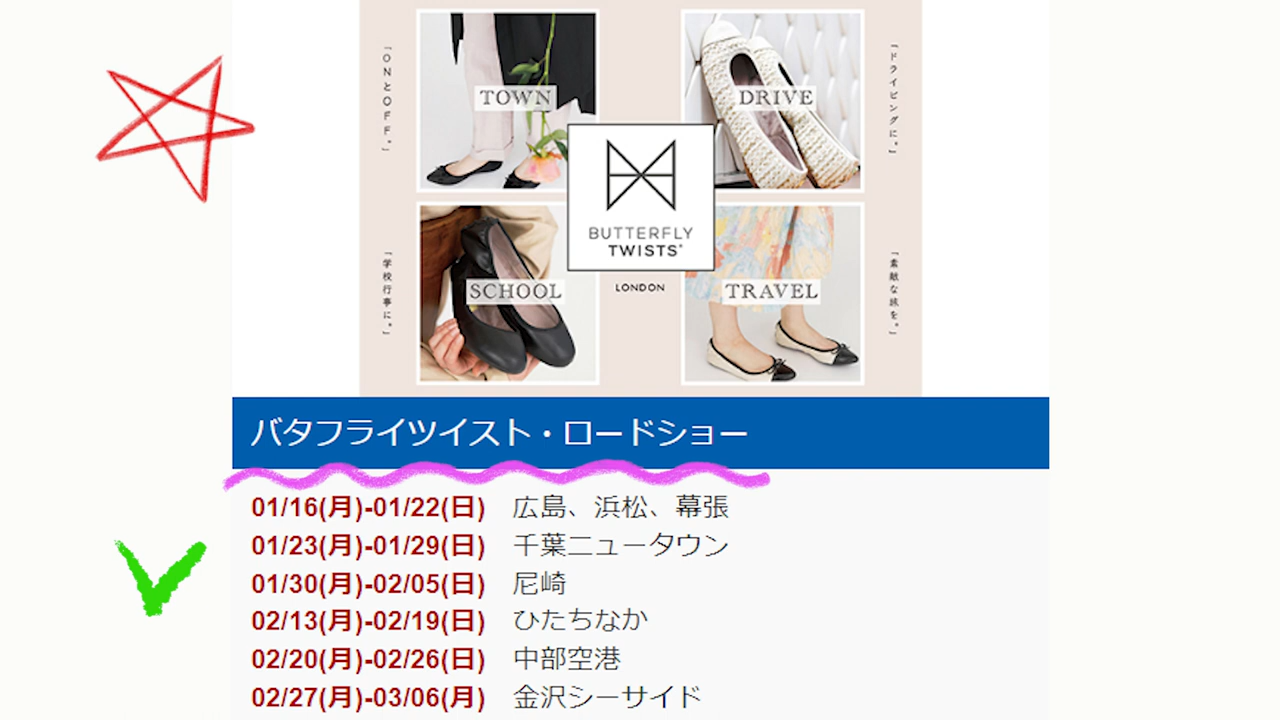 「ONとOFF。」
TOWN
DRIVE
「ドライビングに。」
BUTTERFLY
TWISTS®
LONDON
「学校行事に。」
SCHOOL
TRAVEL
「素敵な旅を。」
バタフライツイスト・ロードショー
01/16(月)-01/22(日) 広島、浜松、幕張
01/23(月)-01/29(日) 千葉ニュータウン
01/30(月)-02/05(日) 尼崎
02/13(月)-02/19(日) ひたちなか
02/20(月)-02/26(日) 中部空港
02/27(月)-03/06(月) 金沢シーサイド